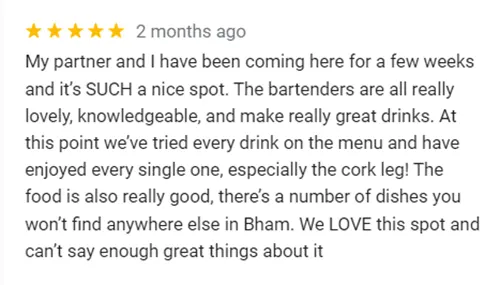 2 months ago
My partner and I have been coming here for a few weeks
and it's SUCH a nice spot. The bartenders are all really
lovely, knowledgeable, and make really great drinks. At
this point we've tried every drink on the menu and have
enjoyed every single one, especially the cork leg! The
food is also really good, there's a number of dishes you
won't find anywhere else in Bham. We LOVE this spot and
can't say enough great things about it